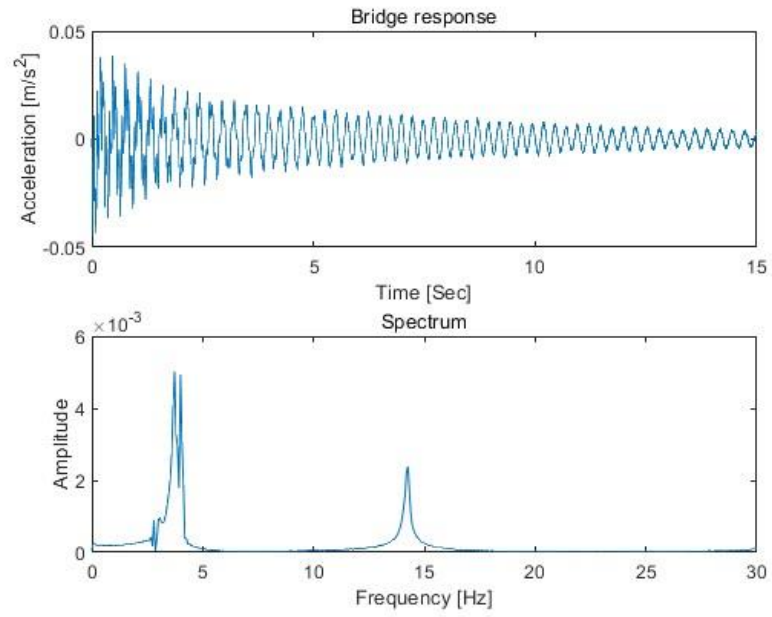 Bridge response
0.05
0
-0.05
Acceleration [m/s²]
0 5 10 15
Time [Sec]
×10⁻³
Spectrum
6
4
2
0
Amplitude
0 5 10 15 20 25 30
Frequency [Hz]